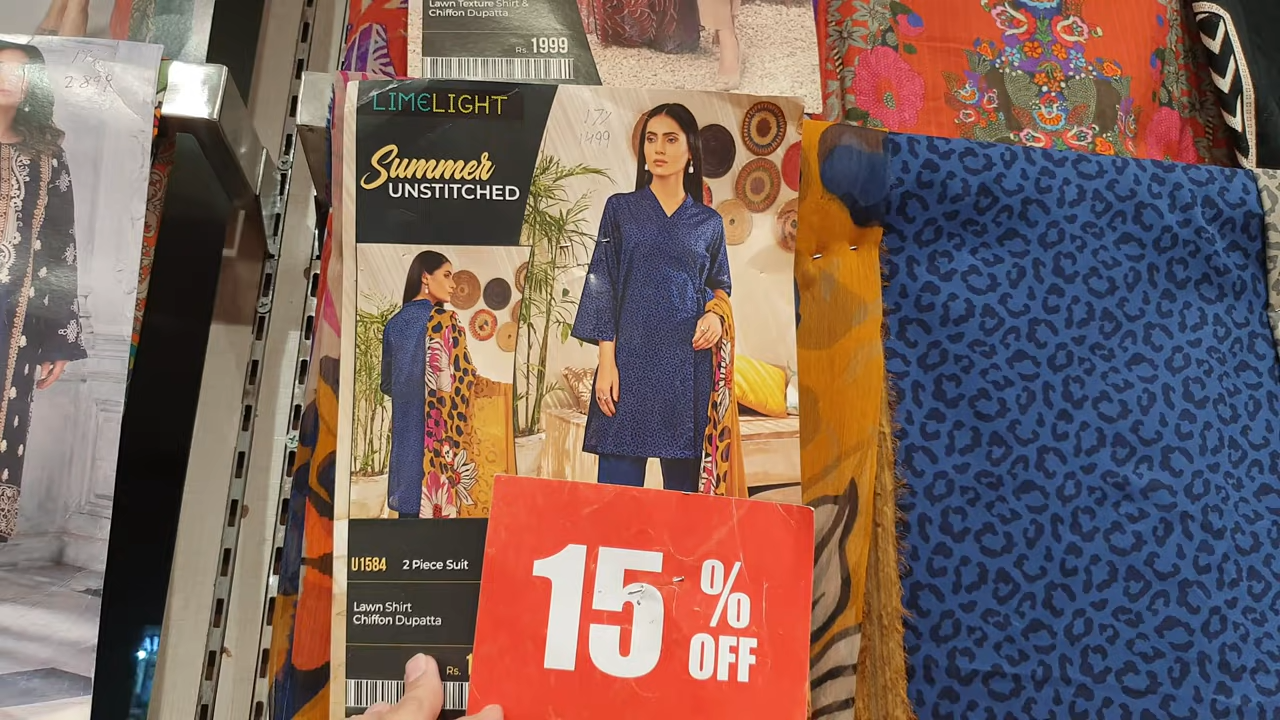 Lawn Texture Shirt &
Chiffon Dupatta
Rs. 1999
LIMELIGHT
Summer
UNSTITCHED
U1584 2 Piece Suit
Lawn Shirt
Chiffon Dupatta
Rs. 1
15%
OFF